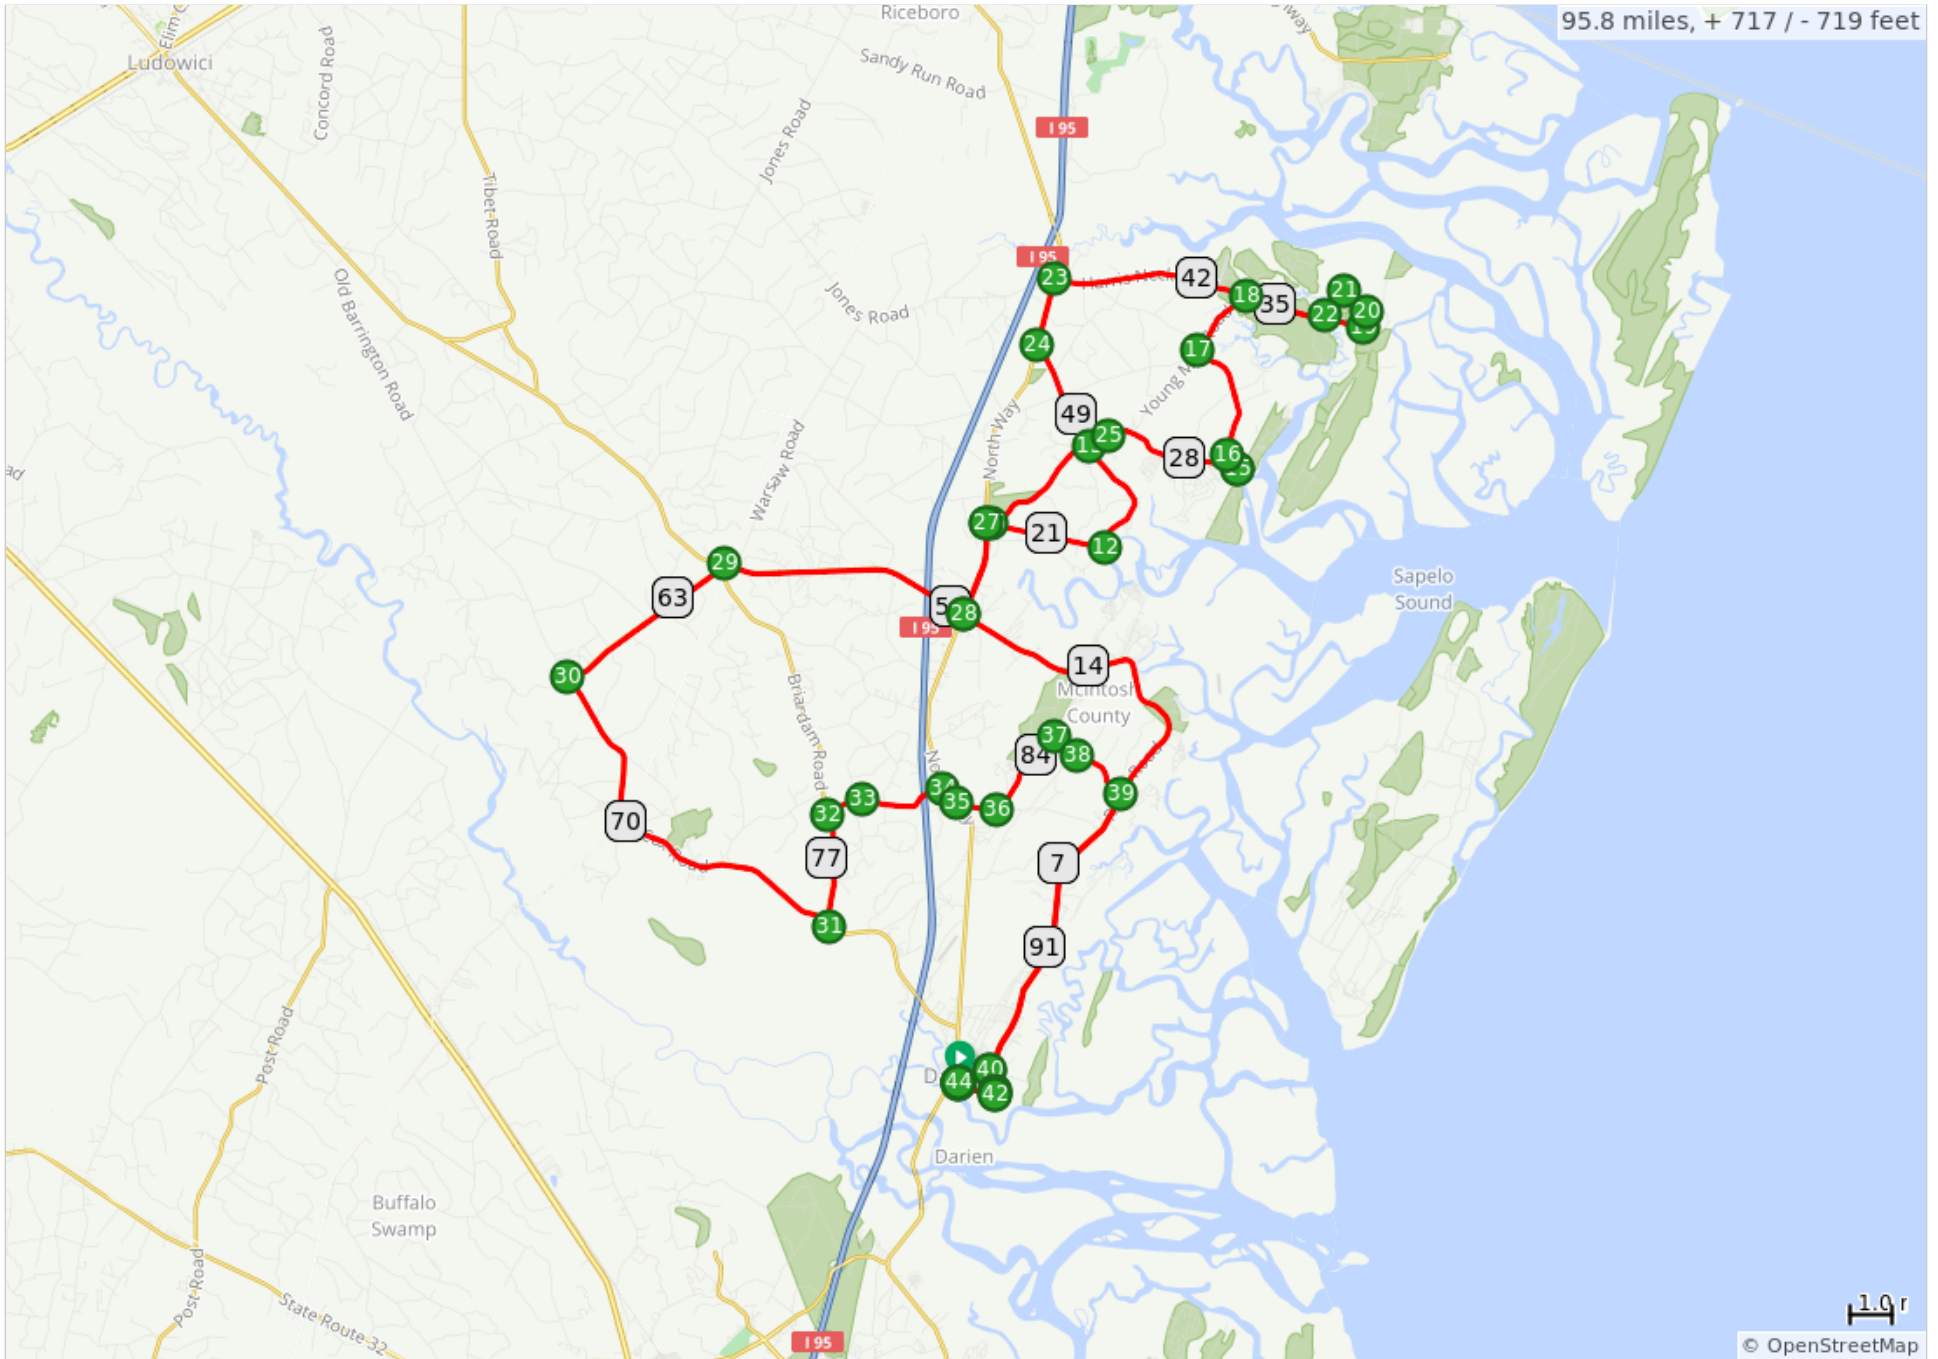 Riceboro
95.8 miles, + 717 / - 719 feet
Ludowici
Concord Road
Sandy Run Road
I 95
Jones Road
Tibet Road
Old Barrington Road
I 95
23
42
18
35
21
20
22
Jones Road
24
17
49
25
North Way
28
16
Warsaw Road
27
21
12
29
63
28
I 95
Sapelo
Sound
30
14
McIntosh
County
Briardam Road
37
84
38
34
33
35
36
39
32
70
77
7
31
91
Post Road
40
44
42
Darien
Buffalo
Swamp
Post Road
State Route 32
I 95
© OpenStreetMap